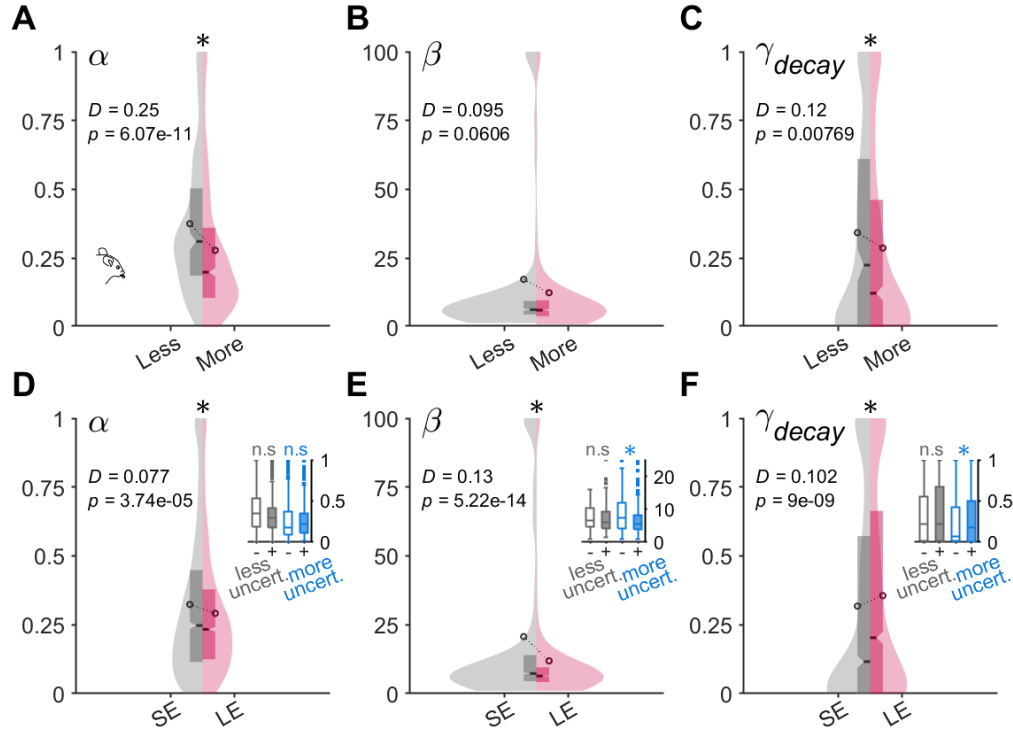 A
α
*
D = 0.25
p = 6.07e-11
1
0.75
0.5
0.25
0
Less
More
B
β
D = 0.095
p = 0.0606
100
75
50
25
0
Less
More
C
γdecay
*
D = 0.12
p = 0.00769
1
0.75
0.5
0.25
0
Less
More
D
α
*
D = 0.077
p = 3.74e-05
1
0.75
0.5
0.25
0
SE
LE
n.s n.s
1
0.5
0
- + - +
less
uncert.
more
uncert.
E
β
*
D = 0.13
p = 5.22e-14
100
75
50
25
0
SE
LE
n.s *
20
10
0
- + - +
less
uncert.
more
uncert.
F
γdecay
*
D = 0.102
p = 9e-09
1
0.75
0.5
0.25
0
SE
LE
n.s *
1
0.5
0
- + - +
less
uncert.
more
uncert.